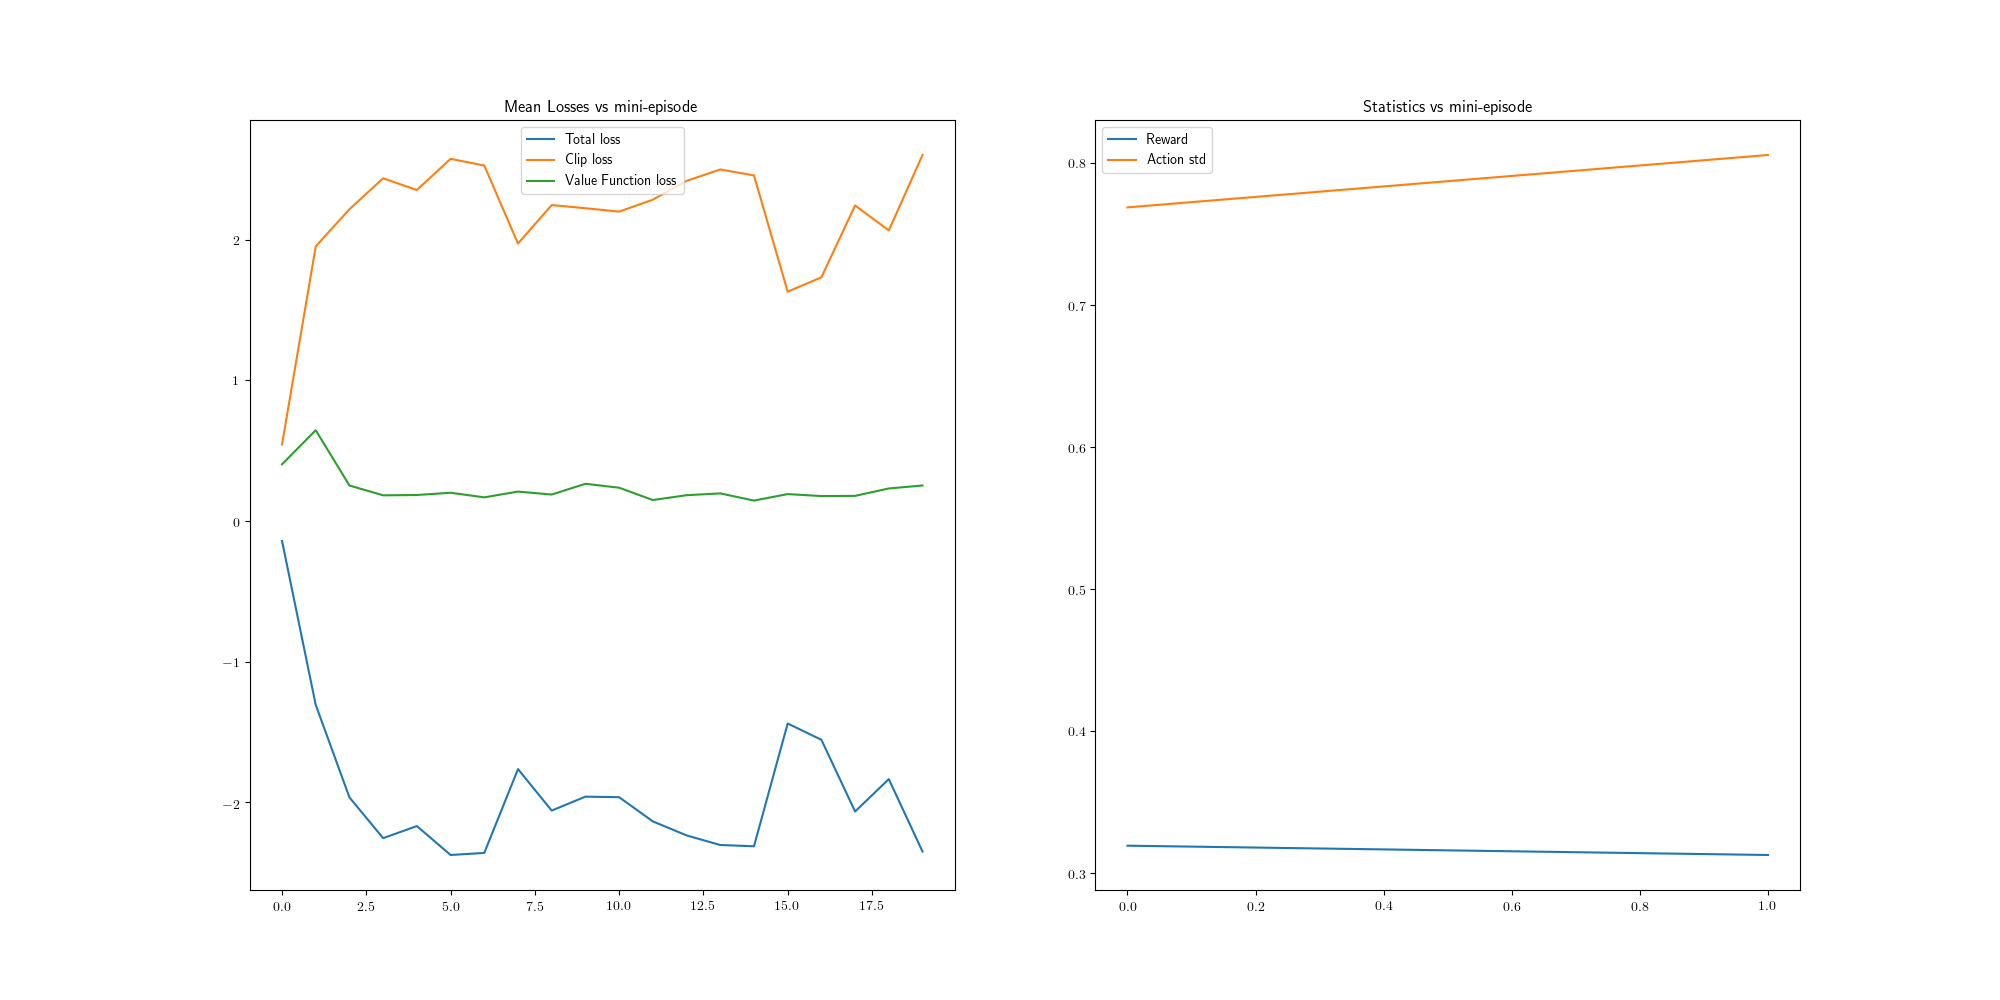 Mean Losses vs mini-episode
Total loss
Clip loss
Value Function loss
2
1
0
−1
−2
0.0 2.5 5.0 7.5 10.0 12.5 15.0 17.5
Statistics vs mini-episode
Reward
Action std
0.8
0.7
0.6
0.5
0.4
0.3
0.0 0.2 0.4 0.6 0.8 1.0